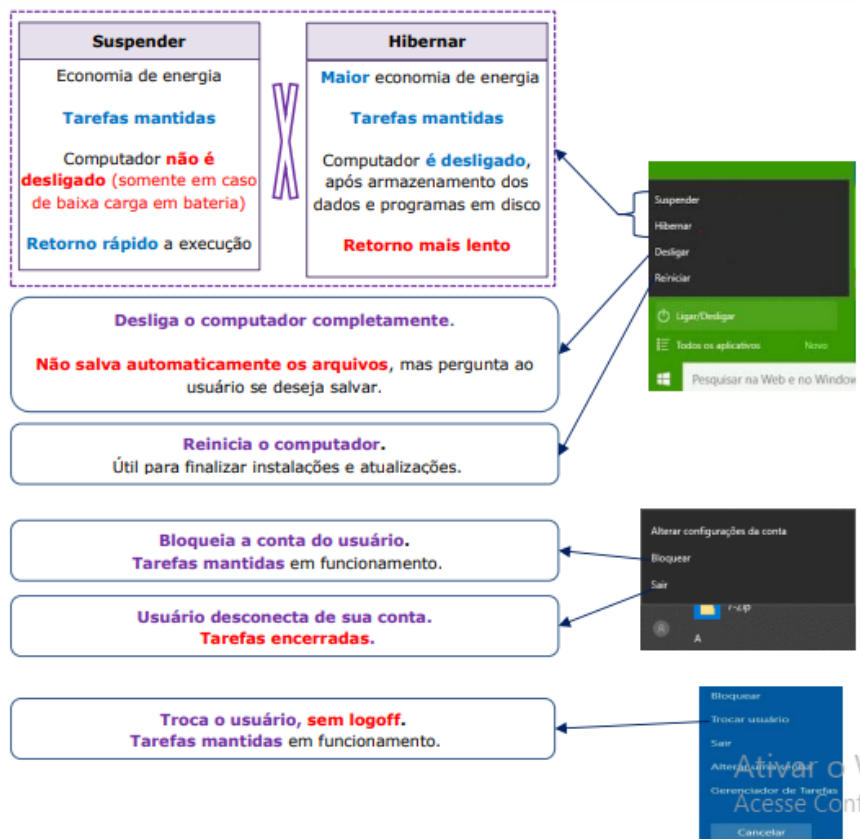 Suspender
Economia de energia
Tarefas mantidas
Computador não é
desligado (somente em caso
de baixa carga em bateria)
Retorno rápido a execução
Hibernar
Maior economia de energia
Tarefas mantidas
Computador é desligado,
após armazenamento dos
dados e programas em disco
Retorno mais lento
Suspender
Hibernar
Desligar
Reiniciar
Ligar/Desligar
Todos os aplicativos Novo
Pesquisar na Web e no Window
Desliga o computador completamente.
Não salva automaticamente os arquivos, mas pergunta ao
usuário se deseja salvar.
Reinicia o computador.
Útil para finalizar instalações e atualizações.
Bloqueia a conta do usuário.
Tarefas mantidas em funcionamento.
Usuário desconecta de sua conta.
Tarefas encerradas.
Alterar configurações da conta
Bloquear
Sair
7-Zip
A
Troca o usuário, sem logoff.
Tarefas mantidas em funcionamento.
Bloquear
Trocar usuário
Sair
Alterar uma senha
Gerenciador de Tarefas
Cancelar
Ativar o
Acesse Conf